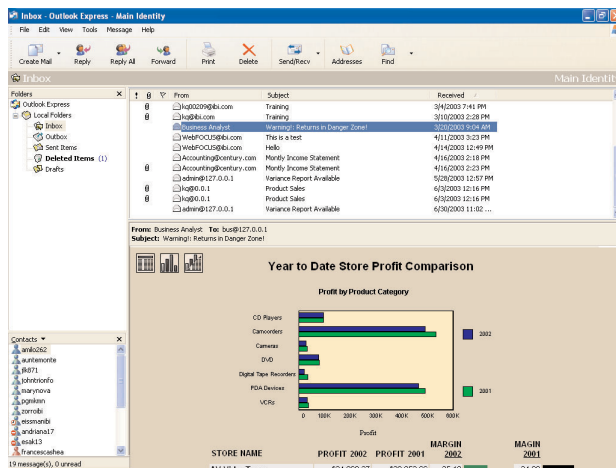 Inbox - Outlook Express - Main Identity
File Edit View Tools Message Help
Create Mail Reply Reply All Forward Print Delete Send/Recv Addresses Find
Inbox Main Identity
Folders
Outlook Express
Local Folders
Inbox
Outbox
Sent Items
Deleted Items (1)
Drafts
! From Subject Received
kq00209@ibi.com Training 3/4/2003 7:41 PM
kq@ibi.com Training 3/10/2003 2:28 PM
Business Analyst Warning!: Returns in Danger Zone! 3/20/2003 9:04 AM
WebFOCUS@ibi.com This is a test 4/11/2003 3:23 PM
WebFOCUS@ibi.com Hello 4/14/2003 12:49 PM
Accounting@century.com Montly Income Statement 4/16/2003 2:18 PM
Accounting@century.com Montly Income Statement 4/16/2003 2:23 PM
admin@127.0.0.1 Variance Report Available 5/28/2003 12:57 PM
kq@0.0.1 Product Sales 6/3/2003 12:16 PM
kq@0.0.1 Product Sales 6/3/2003 12:16 PM
admin@127.0.0.1 Variance Report Available 6/30/2003 11:02 ...
From: Business Analyst To: bus@127.0.0.1
Subject: Warning!: Returns in Danger Zone!
Year to Date Store Profit Comparison
Profit by Product Category
CD Players
Camcorders
Cameras
DVD
Digital Tape Recorders
PDA Devices
VCRs
2002
2001
0 100K 200K 300K 400K 500K 600K
Profit
MARGIN MAGIN
STORE NAME PROFIT 2002 PROFIT 2001 2002 2001
Contacts
amlo262
auntemonte
jlk871
johntrionfo
marynova
pgmkmn
zorroibi
eissmanibi
andriana17
esak13
francescashea
19 message(s), 0 unread